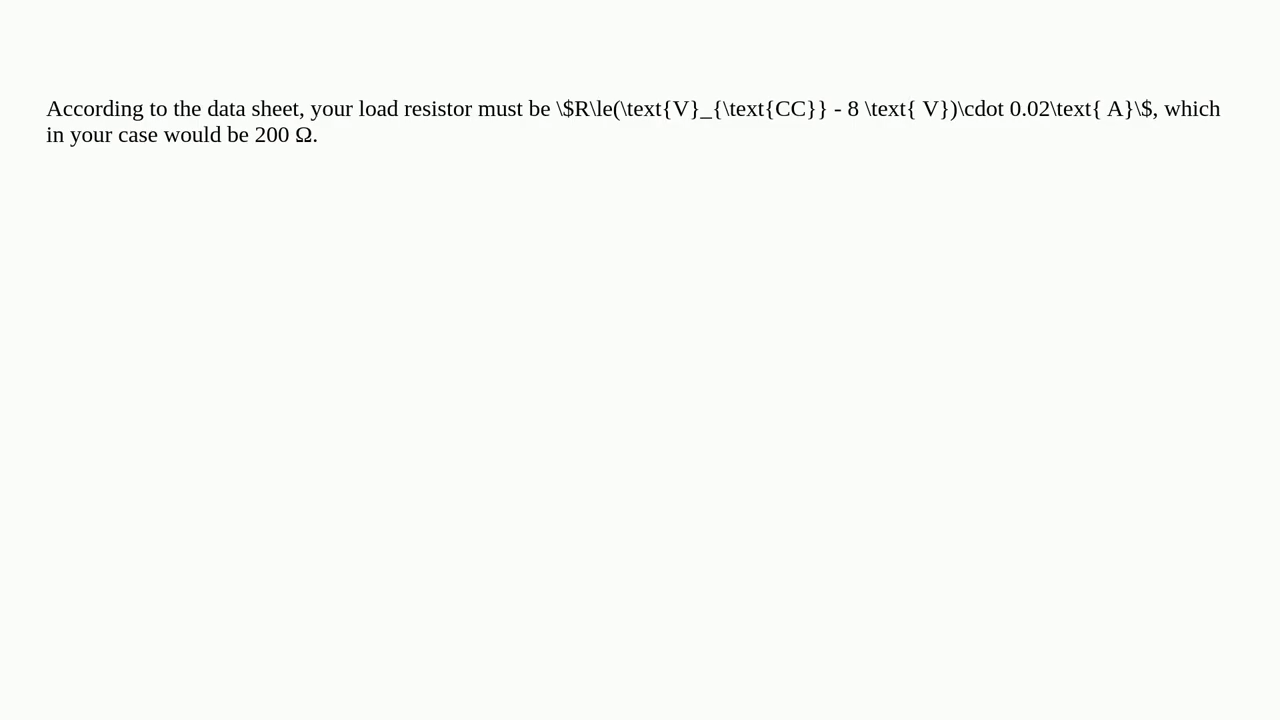 According to the data sheet, your load resistor must be \$R\le(\text{V}_{\text{CC}} - 8 \text{ V})\cdot 0.02\text{ A}\$, which
in your case would be 200 Ω.